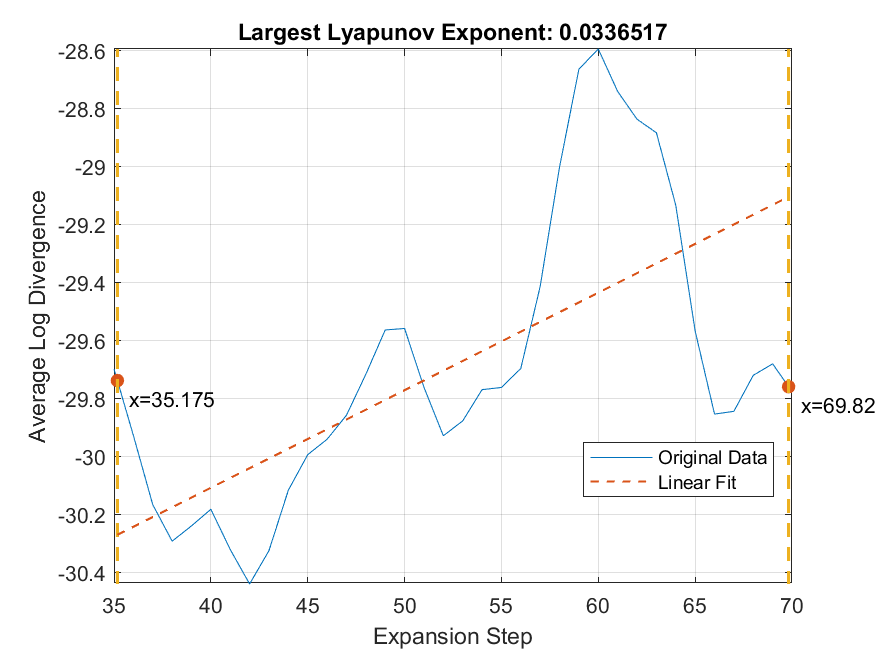 Largest Lyapunov Exponent: 0.0336517
-28.6
-28.8
-29
-29.2
-29.4
-29.6
-29.8
-30
-30.2
-30.4
Average Log Divergence
x=35.175
x=69.82
Original Data
Linear Fit
35 40 45 50 55 60 65 70
Expansion Step